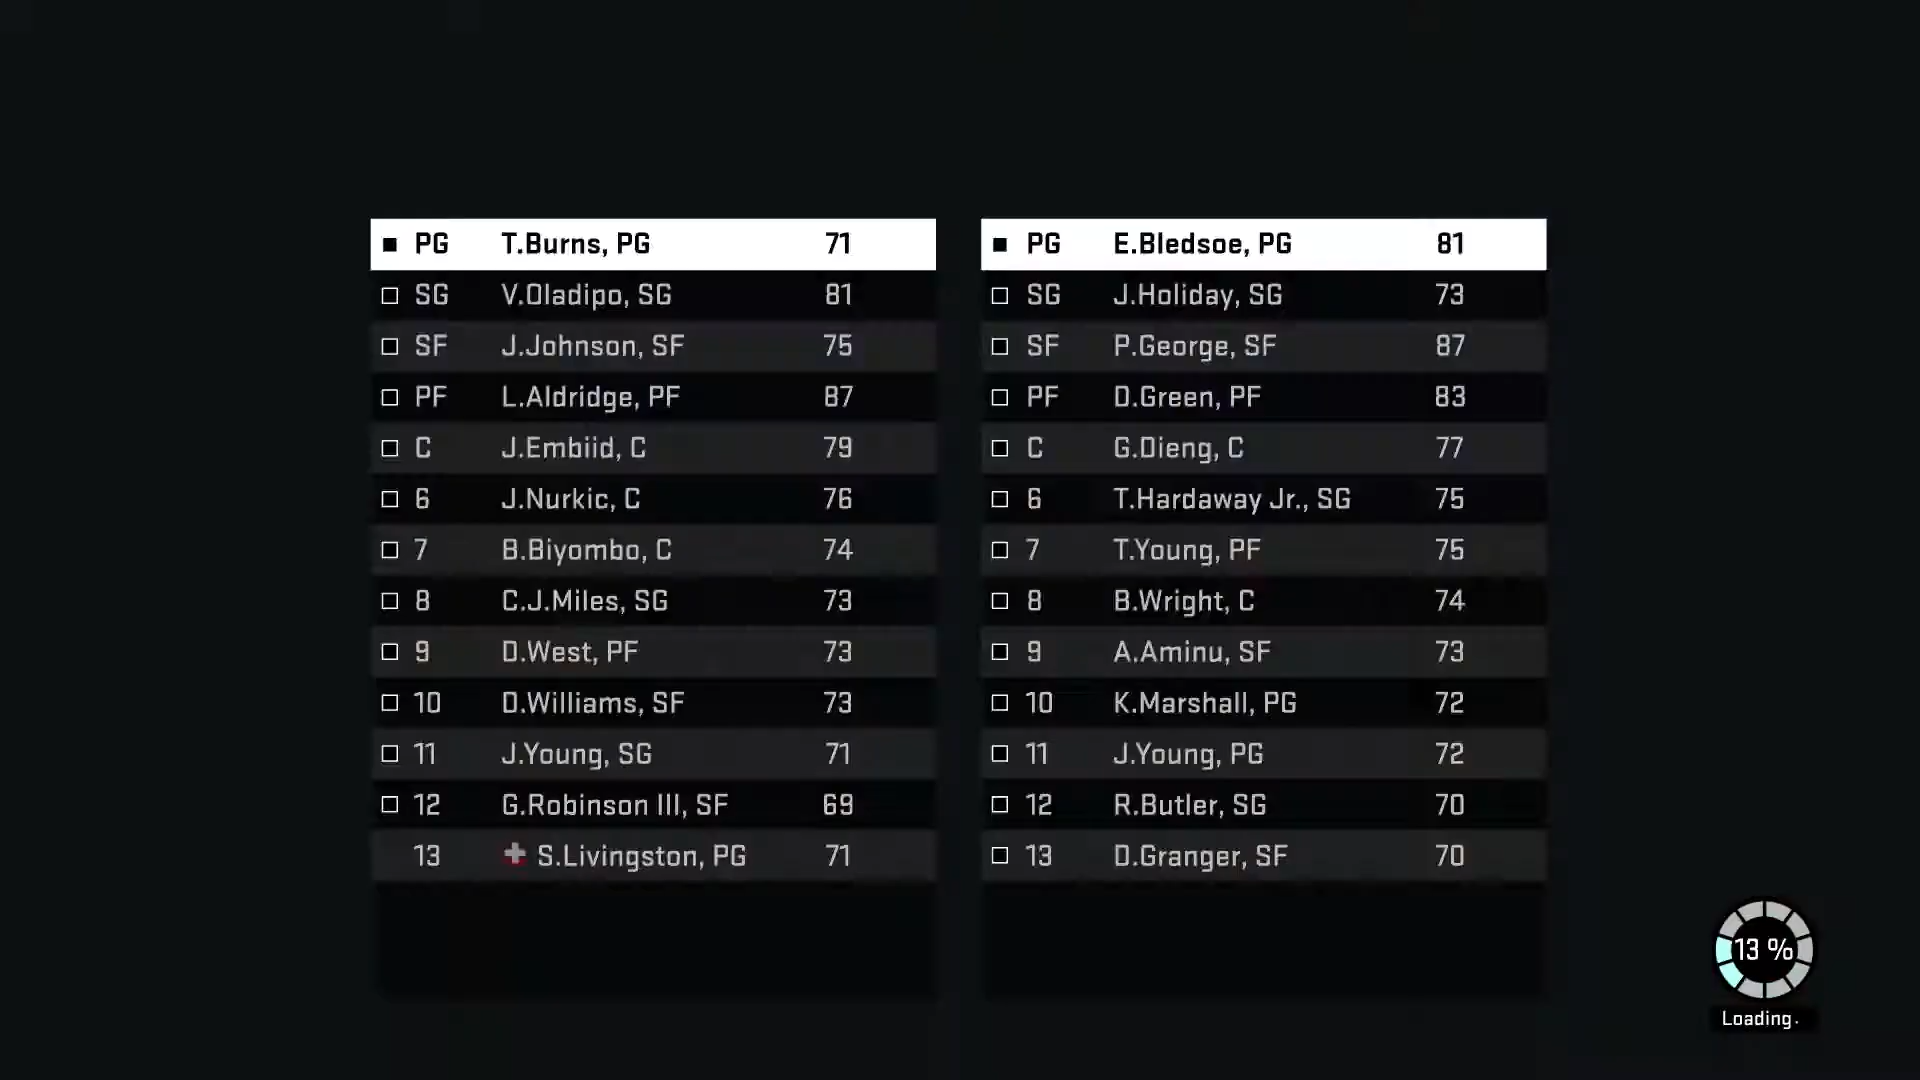 PG T.Burns, PG 71
SG V.Oladipo, SG 81
SF J.Johnson, SF 75
PF L.Aldridge, PF 87
C J.Embiid, C 79
6 J.Nurkic, C 76
7 B.Biyombo, C 74
8 C.J.Miles, SG 73
9 D.West, PF 73
10 D.Williams, SF 73
11 J.Young, SG 71
12 G.Robinson III, SF 69
13 S.Livingston, PG 71
PG E.Bledsoe, PG 81
SG J.Holiday, SG 73
SF P.George, SF 87
PF D.Green, PF 83
C G.Dieng, C 77
6 T.Hardaway Jr., SG 75
7 T.Young, PF 75
8 B.Wright, C 74
9 A.Aminu, SF 73
10 K.Marshall, PG 72
11 J.Young, PG 72
12 R.Butler, SG 70
13 D.Granger, SF 70
13 %
Loading.